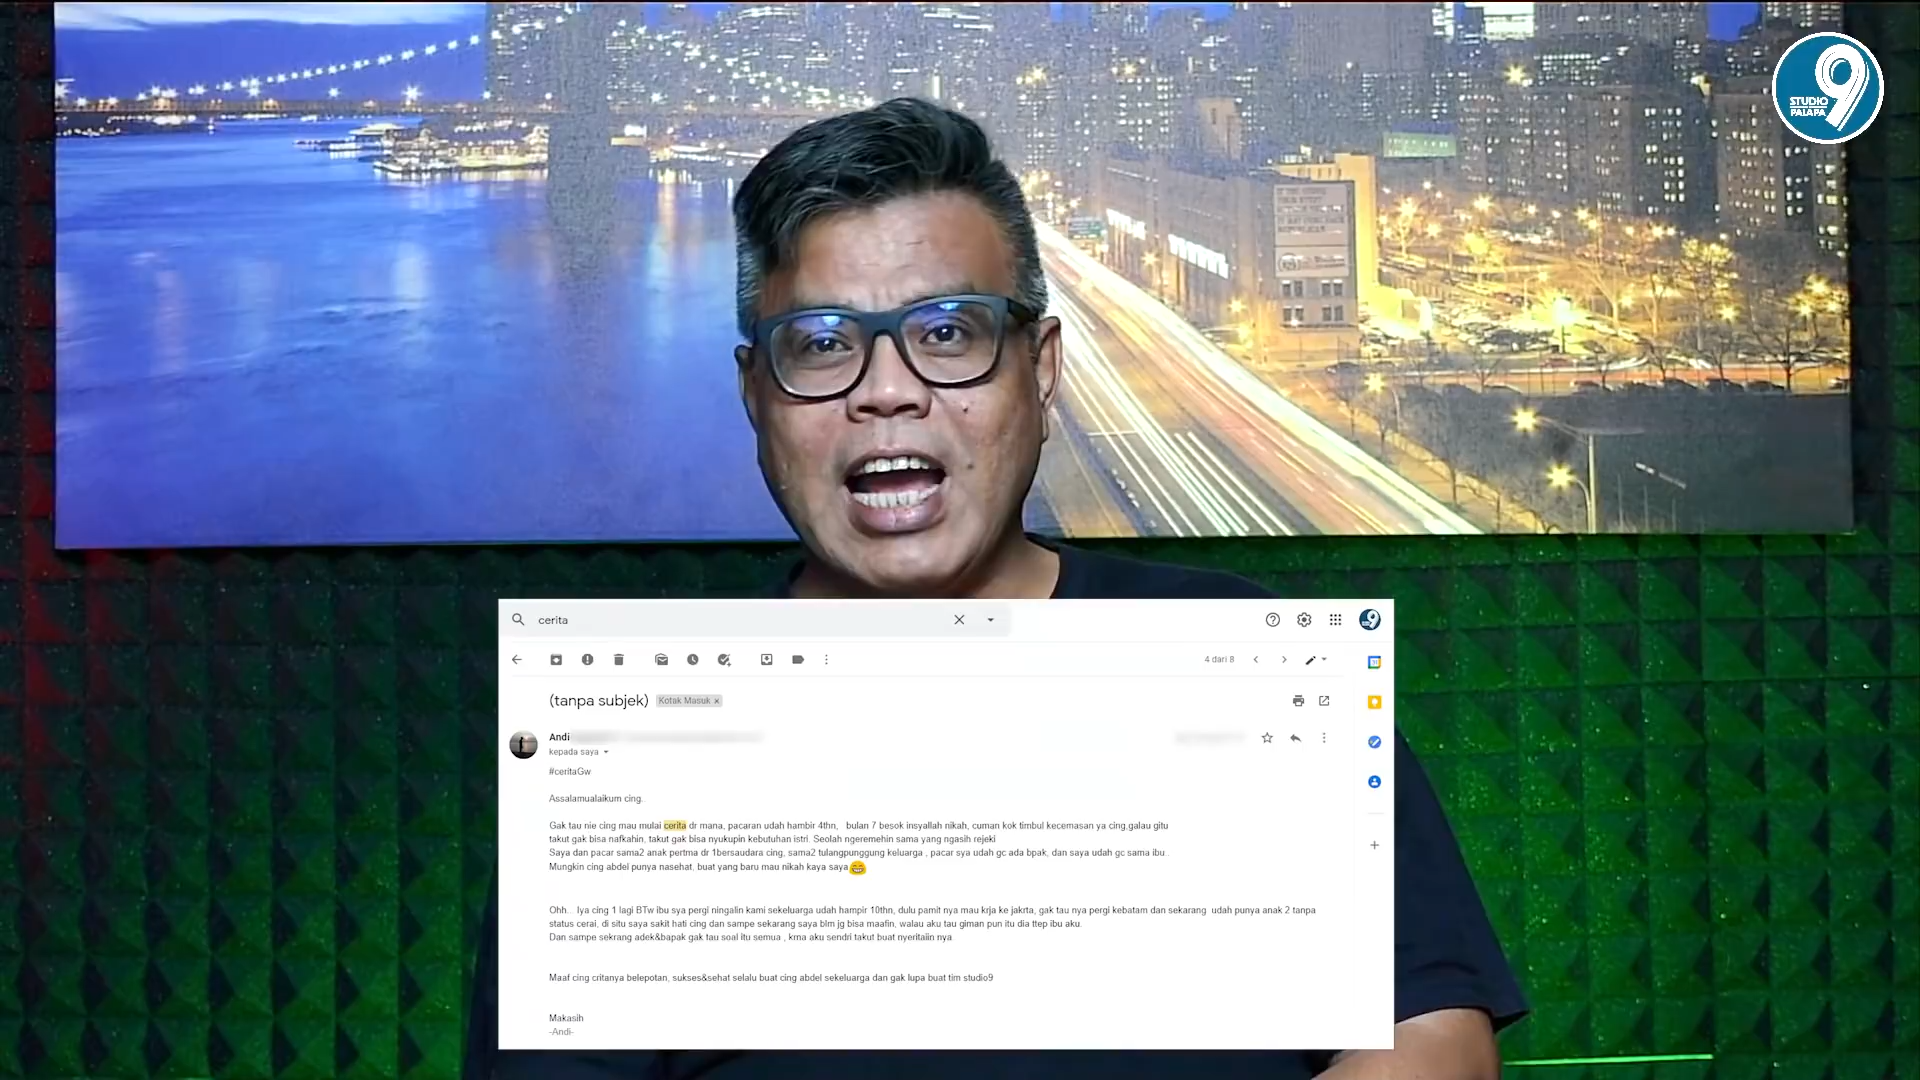 STUDIO
PALAPA
9
cerita
4 dari 8
(tanpa subjek)
Kotak Masuk ×
Andi
kepada saya
#ceritaGw
Assalamualaikum cing.
Gak tau nie cing mau mulai cerita dr mana, pacaran udah hambir 4thn, bulan 7 besok insyallah nikah, cuman kok timbul kecemasan ya cing,galau gitu
takut gak bisa nafkahin, takut gak bisa nyukupin kebutuhan istri. Seolah ngeremehin sama yang ngasih rejeki
Saya dan pacar sama2 anak pertma dr 1bersaudara cing, sama2 tulangpunggung keluarga , pacar sya udah gc ada bpak, dan saya udah gc sama ibu..
Mungkin cing abdel punya nasehat, buat yang baru mau nikah kaya saya
Ohh... Iya cing 1 lagi BTw ibu sya pergi ningalin kami sekeluarga udah hampir 10thn, dulu pamit nya mau krja ke jakrta, gak tau nya pergi kebatam dan sekarang udah punya anak 2 tanpa
status cerai, di situ saya sakit hati cing dan sampe sekarang saya blm jg bisa maafin, walau aku tau giman pun itu dia ttep ibu aku.
Dan sampe sekrang adek&bapak gak tau soal itu semua , krna aku sendri takut buat nyeritaiin nya.
Maaf cing critanya belepotan, sukses&sehat selalu buat cing abdel sekeluarga dan gak lupa buat tim studio9
Makasih
-Andi-